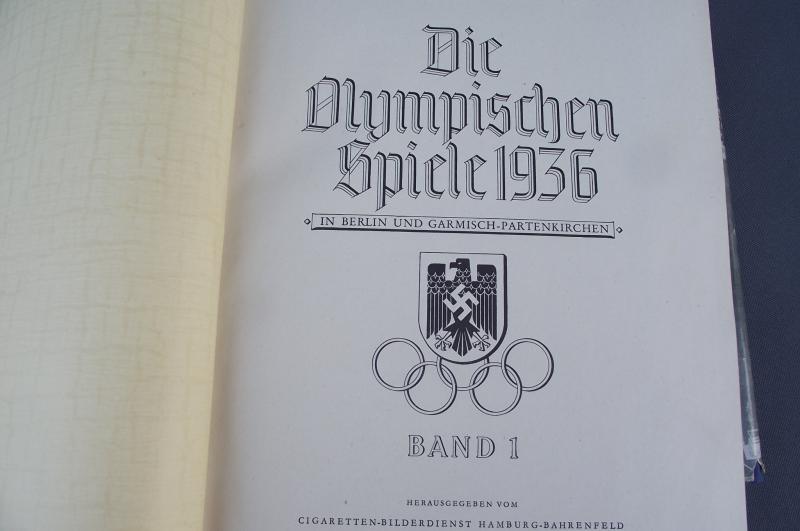 Die
Olympischen
Spiele 1936
IN BERLIN UND GARMISCH-PARTENKIRCHEN
BAND 1
HERAUSGEGEBEN VOM
CIGARETTEN-BILDERDIENST HAMBURG-BAHRENFELD